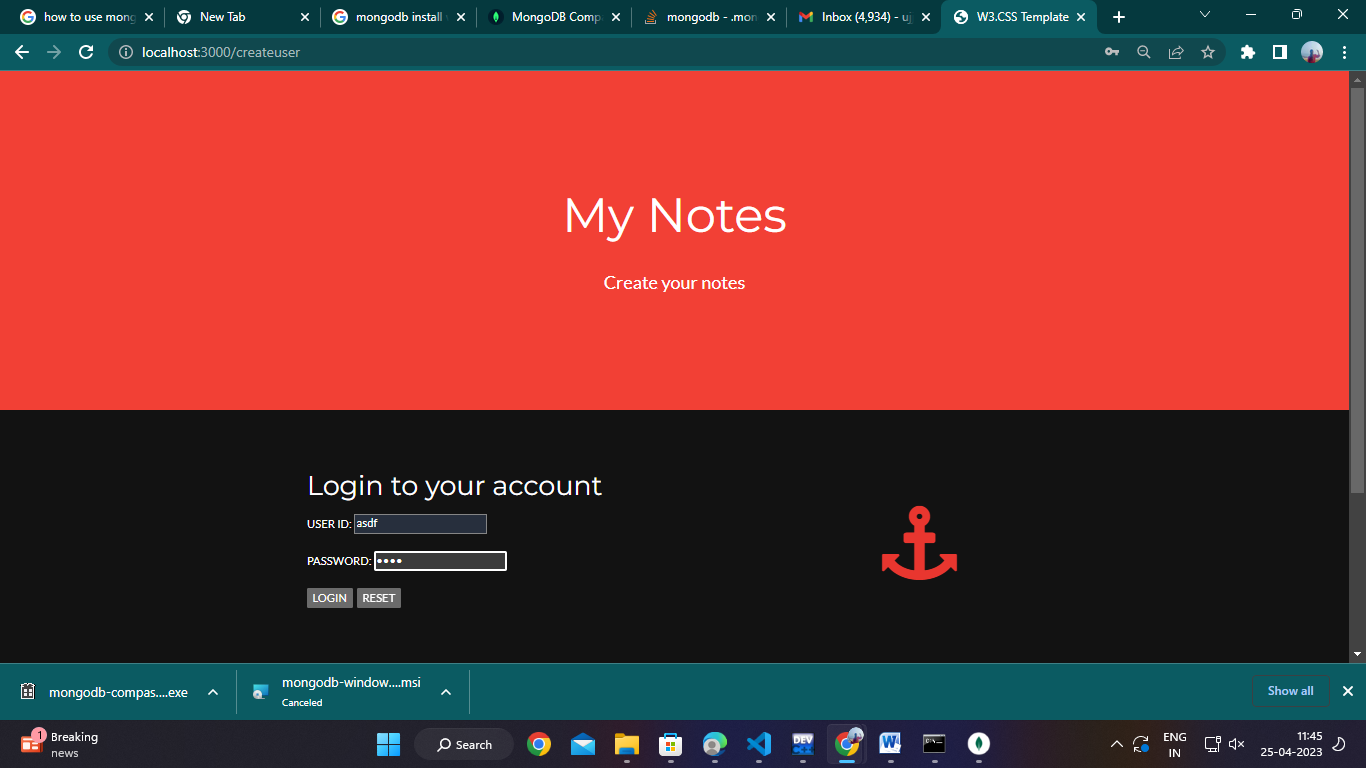 how to use mong
New Tab
mongodb install
MongoDB Comp
mongodb - .mon
Inbox (4,934) - uj
W3.CSS Template
localhost:3000/createuser
My Notes
Create your notes
Login to your account
USER ID: asdf
PASSWORD: ••••
LOGIN RESET
mongodb-compas....exe
mongodb-window....msi
Canceled
Show all
1
Breaking
news
Search
DEV
ENG
IN
11:45
25-04-2023